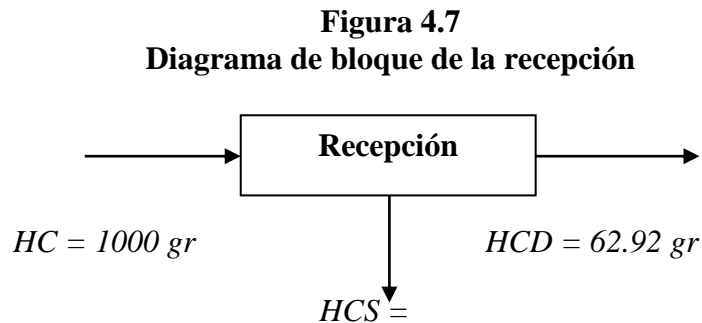 Figura 4.7
Diagrama de bloque de la recepción
Recepción
HC = 1000 gr
HCD = 62.92 gr
HCS =